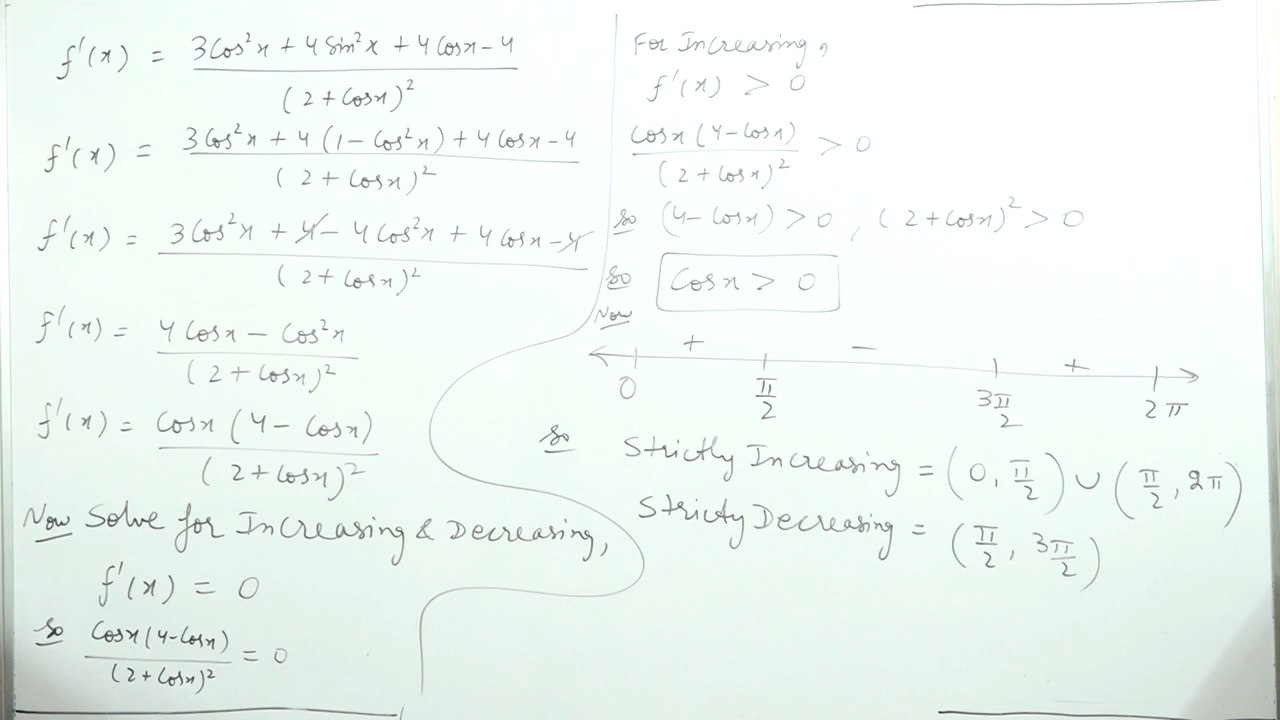 f'(x) = (3Cos²x + 4Sin²x + 4Cosx - 4) / (2+Cosx)²
f'(x) = (3Cos²x + 4(1-Cos²x) + 4Cosx - 4) / (2+Cosx)²
f'(x) = (3Cos²x + 4 - 4Cos²x + 4Cosx - 4) / (2+Cosx)²
f'(x) = (4Cosx - Cos²x) / (2+Cosx)²
f'(x) = Cosx(4-Cosx) / (2+Cosx)²
Now Solve for Increasing & Decreasing,
f'(x) = 0
So Cosx(4-Cosx) / (2+Cosx)² = 0
For Increasing,
f'(x) > 0
Cosx(4-Cosx) / (2+Cosx)² > 0
So (4-Cosx) > 0, (2+Cosx)² > 0
So Cosx > 0
Now
+ - +
0 π/2 3π/2 2π
So Strictly Increasing = (0, π/2) ∪ (π/2, 2π)
Stricty Decreasing = (π/2, 3π/2)